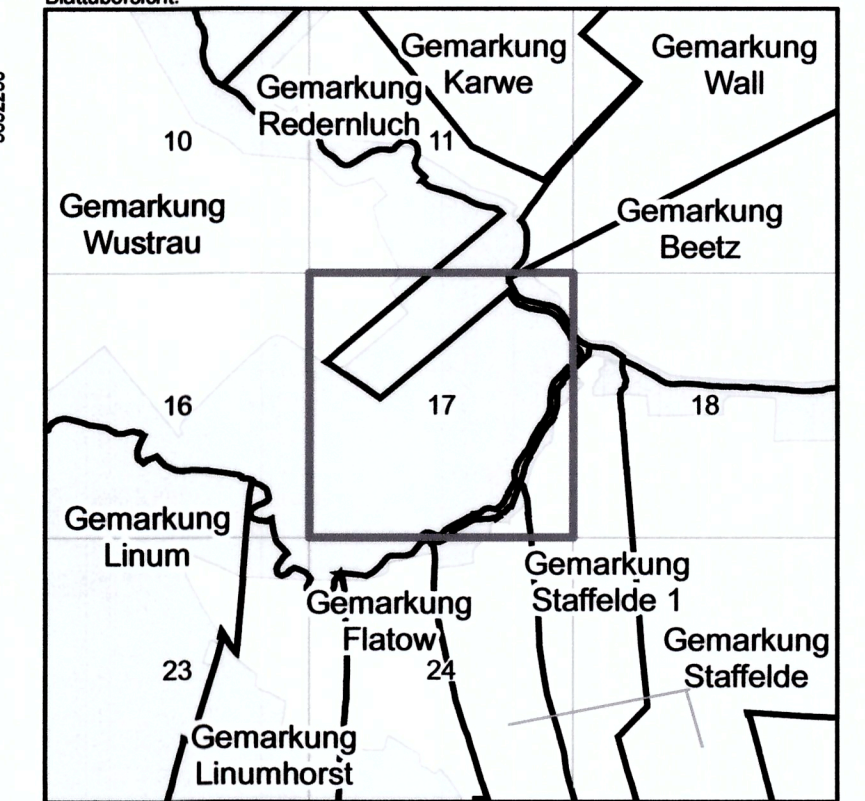 Gemarkung
Karwe
Gemarkung
Wall
Gemarkung
Redernluch
10
11
Gemarkung
Wustrau
Gemarkung
Beetz
16
17
18
Gemarkung
Linum
Gemarkung
Staffelde 1
Gemarkung
Flatow
Gemarkung
Staffelde
23
24
Gemarkung
Linumhorst